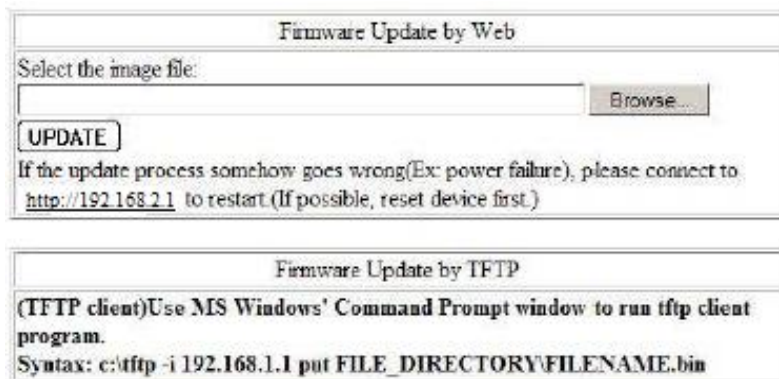 Firmware Update by Web
Select the image file:
Browse...
UPDATE
If the update process somehow goes wrong(Ex: power failure), please connect to
http://192.168.2.1 to restart.(If possible, reset device first.)
Firmware Update by TFTP
(TFTP client)Use MS Windows' Command Prompt window to run tftp client
program.
Syntax: c:\tftp -i 192.168.1.1 put FILE_DIRECTORY\FILENAME.bin